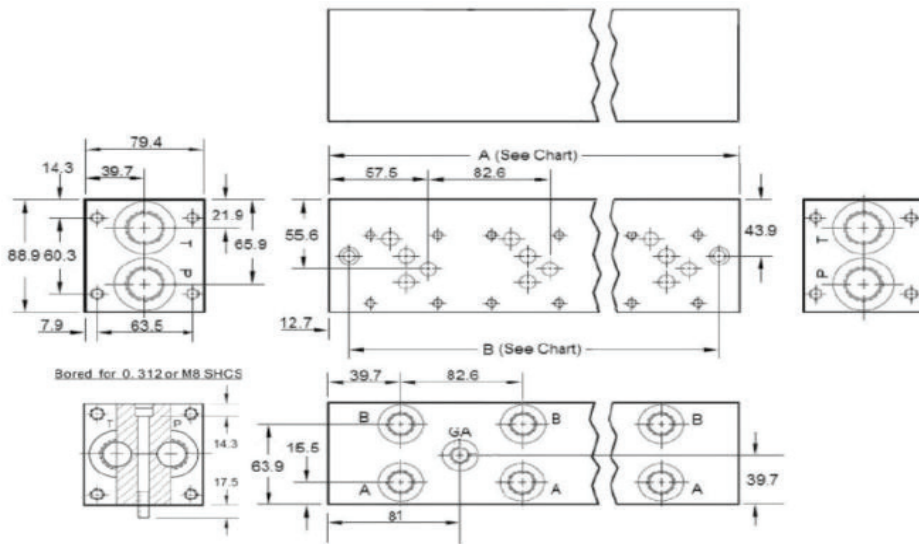 79.4
39.7
14.3
21.9
65.9
88.9
60.3
7.9
63.5
T
P
A (See Chart)
57.5
82.6
55.6
43.9
12.7
B (See Chart)
T
P
Bored for 0.312 or M8 SHCS
T
P
14.3
17.5
39.7
82.6
B
B
B
GA
15.5
63.9
A
A
A
39.7
81